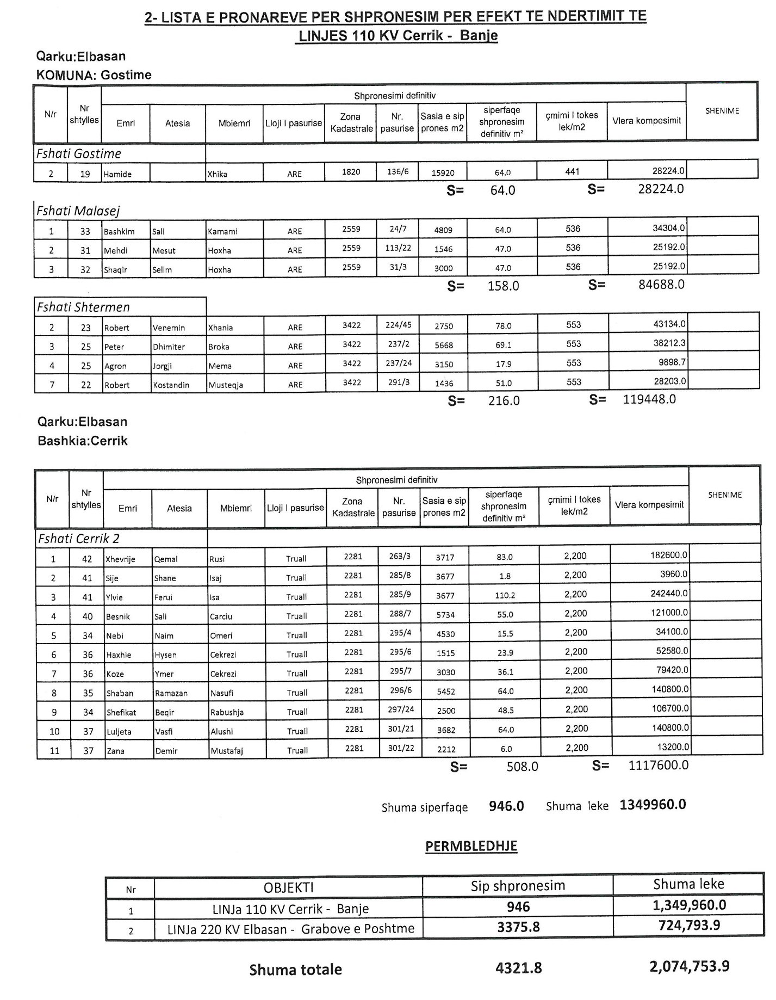 2- LISTA E PRONAREVE PER SHPRONESIM PER EFEKT TE NDERTIMIT TE
LINJES 110 KV Cerrik - Banje
Qarku:Elbasan
KOMUNA: Gostime
N/r Nr shtylles Shpronesimi definitiv SHENIME
Emri Atesia Mbiemri Lloji I pasurise Zona Kadastrale Nr. pasurise Sasia e sip prones m2 siperfaqe shpronesim definitiv m² çmimi I tokes lek/m2 Vlera kompesimit
Fshati Gostime
2 19 Hamide Xhika ARE 1820 136/6 15920 64.0 441 28224.0
S= 64.0 S= 28224.0
Fshati Malasej
1 33 Bashkim Sali Kamami ARE 2559 24/7 4809 64.0 536 34304.0
2 31 Mehdi Mesut Hoxha ARE 2559 113/22 1546 47.0 536 25192.0
3 32 Shaqir Selim Hoxha ARE 2559 31/3 3000 47.0 536 25192.0
S= 158.0 S= 84688.0
Fshati Shtermen
2 23 Robert Venemin Xhania ARE 3422 224/45 2750 78.0 553 43134.0
3 25 Peter Dhimiter Broka ARE 3422 237/2 5668 69.1 553 38212.3
4 25 Agron Jorgji Mema ARE 3422 237/24 3150 17.9 553 9898.7
7 22 Robert Kostandin Musteqja ARE 3422 291/3 1436 51.0 553 28203.0
S= 216.0 S= 119448.0
Qarku:Elbasan
Bashkia:Cerrik
N/r Nr shtylles Shpronesimi definitiv SHENIME
Emri Atesia Mbiemri Lloji I pasurise Zona Kadastrale Nr. pasurise Sasia e sip prones m2 siperfaqe shpronesim definitiv m² çmimi I tokes lek/m2 Vlera kompesimit
Fshati Cerrik 2
1 42 Xhevrije Qemal Rusi Truall 2281 263/3 3717 83.0 2,200 182600.0
2 41 Sije Shane Isaj Truall 2281 285/8 3677 1.8 2,200 3960.0
3 41 Ylvie Ferui Isa Truall 2281 285/9 3677 110.2 2,200 242440.0
4 40 Besnik Sali Carciu Truall 2281 288/7 5734 55.0 2,200 121000.0
5 34 Nebi Naim Omeri Truall 2281 295/4 4530 15.5 2,200 34100.0
6 36 Haxhie Hysen Cekrezi Truall 2281 295/6 1515 23.9 2,200 52580.0
7 36 Koze Ymer Cekrezi Truall 2281 295/7 3030 36.1 2,200 79420.0
8 35 Shaban Ramazan Nasufi Truall 2281 296/6 5452 64.0 2,200 140800.0
9 34 Shefikat Beqir Rabushja Truall 2281 297/24 2500 48.5 2,200 106700.0
10 37 Luljeta Vasfi Alushi Truall 2281 301/21 3682 64.0 2,200 140800.0
11 37 Zana Demir Mustafaj Truall 2281 301/22 2212 6.0 2,200 13200.0
S= 508.0 S= 1117600.0
Shuma siperfaqe 946.0 Shuma leke 1349960.0
PERMBLEDHJE
Nr OBJEKTI Sip shpronesim Shuma leke
1 LINJa 110 KV Cerrik - Banje 946 1,349,960.0
2 LINJa 220 KV Elbasan - Grabove e Poshtme 3375.8 724,793.9
Shuma totale 4321.8 2,074,753.9